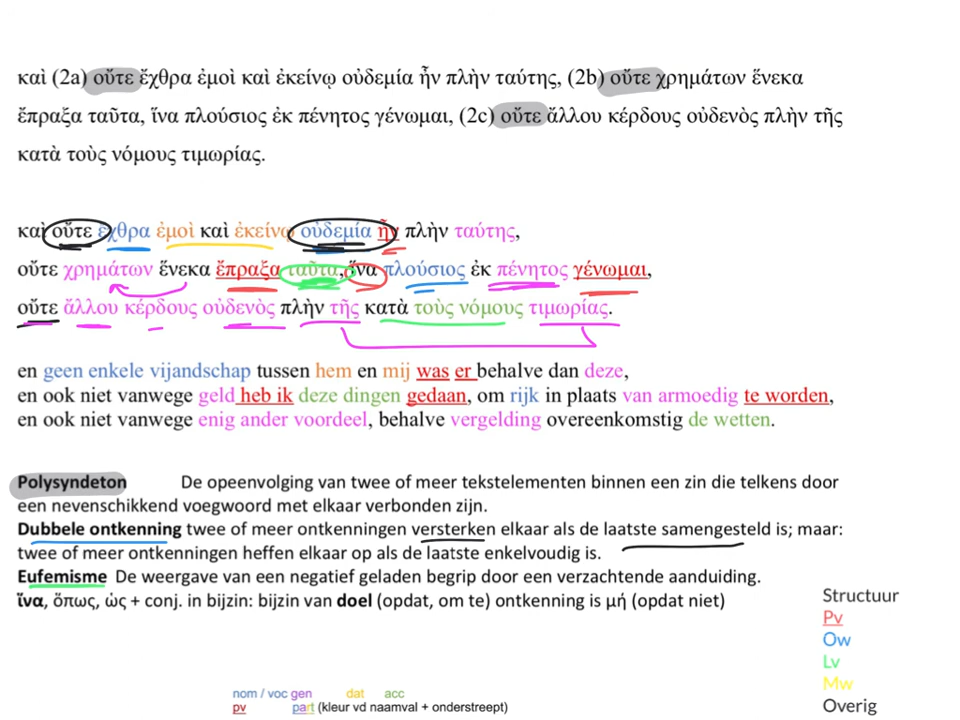 καὶ (2a) οὔτε ἔχθρα ἐμοὶ καὶ ἐκείνῳ οὐδεμία ἦν πλὴν ταύτης, (2b) οὔτε χρημάτων ἕνεκα
ἔπραξα ταῦτα, ἵνα πλούσιος ἐκ πένητος γένωμαι, (2c) οὔτε ἄλλου κέρδους οὐδενὸς πλὴν τῆς
κατὰ τοὺς νόμους τιμωρίας.
καὶ οὔτε ἔχθρα ἐμοὶ καὶ ἐκείνῳ οὐδεμία ἦν πλὴν ταύτης,
οὔτε χρημάτων ἕνεκα ἔπραξα ταῦτα, ἵνα πλούσιος ἐκ πένητος γένωμαι,
οὔτε ἄλλου κέρδους οὐδενὸς πλὴν τῆς κατὰ τοὺς νόμους τιμωρίας.
en geen enkele vijandschap tussen hem en mij was er behalve dan deze,
en ook niet vanwege geld heb ik deze dingen gedaan, om rijk in plaats van armoedig te worden,
en ook niet vanwege enig ander voordeel, behalve vergelding overeenkomstig de wetten.
Polysyndeton De opeenvolging van twee of meer tekstelementen binnen een zin die telkens door
een nevenschikkend voegwoord met elkaar verbonden zijn.
Dubbele ontkenning twee of meer ontkenningen versterken elkaar als de laatste samengesteld is; maar:
twee of meer ontkenningen heffen elkaar op als de laatste enkelvoudig is.
Eufemisme De weergave van een negatief geladen begrip door een verzachtende aanduiding.
ἵνα, ὅπως, ὡς + conj. in bijzin: bijzin van doel (opdat, om te) ontkenning is μή (opdat niet)
Structuur
Pv
Ow
Lv
Mw
Overig
nom / voc gen dat acc
pv part (kleur vd naamval + onderstreept)